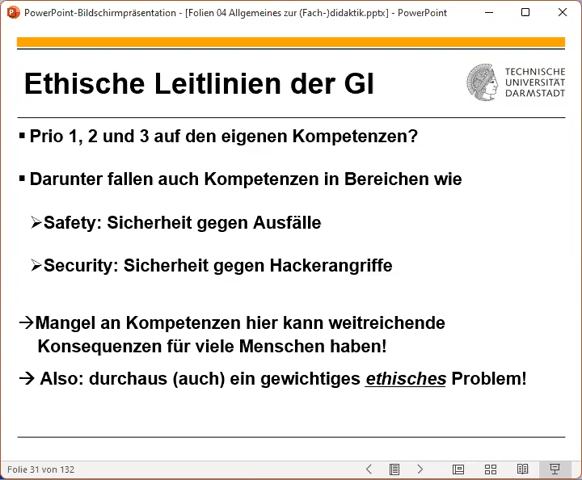 PowerPoint-Bildschirmpräsentation - [Folien 04 Allgemeines zur (Fach-)didaktik.pptx] - PowerPoint
Ethische Leitlinien der GI
TECHNISCHE
UNIVERSITÄT
DARMSTADT
▪ Prio 1, 2 und 3 auf den eigenen Kompetenzen?
▪ Darunter fallen auch Kompetenzen in Bereichen wie
➢Safety: Sicherheit gegen Ausfälle
➢Security: Sicherheit gegen Hackerangriffe
→Mangel an Kompetenzen hier kann weitreichende
Konsequenzen für viele Menschen haben!
→ Also: durchaus (auch) ein gewichtiges ethisches Problem!
Folie 31 von 132